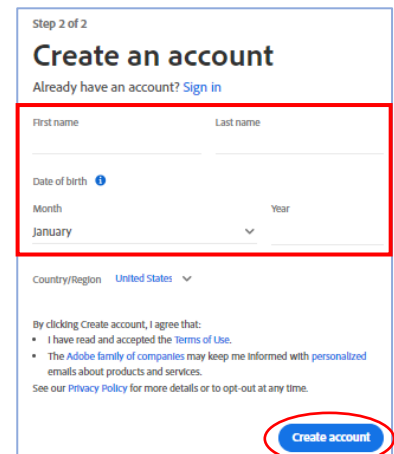 Step 2 of 2
Create an account
Already have an account? Sign in
First name Last name
Date of birth
Month Year
January
Country/Region United States
By clicking Create account, I agree that:
• I have read and accepted the Terms of Use.
• The Adobe family of companies may keep me informed with personalized
emails about products and services.
See our Privacy Policy for more details or to opt-out at any time.
Create account